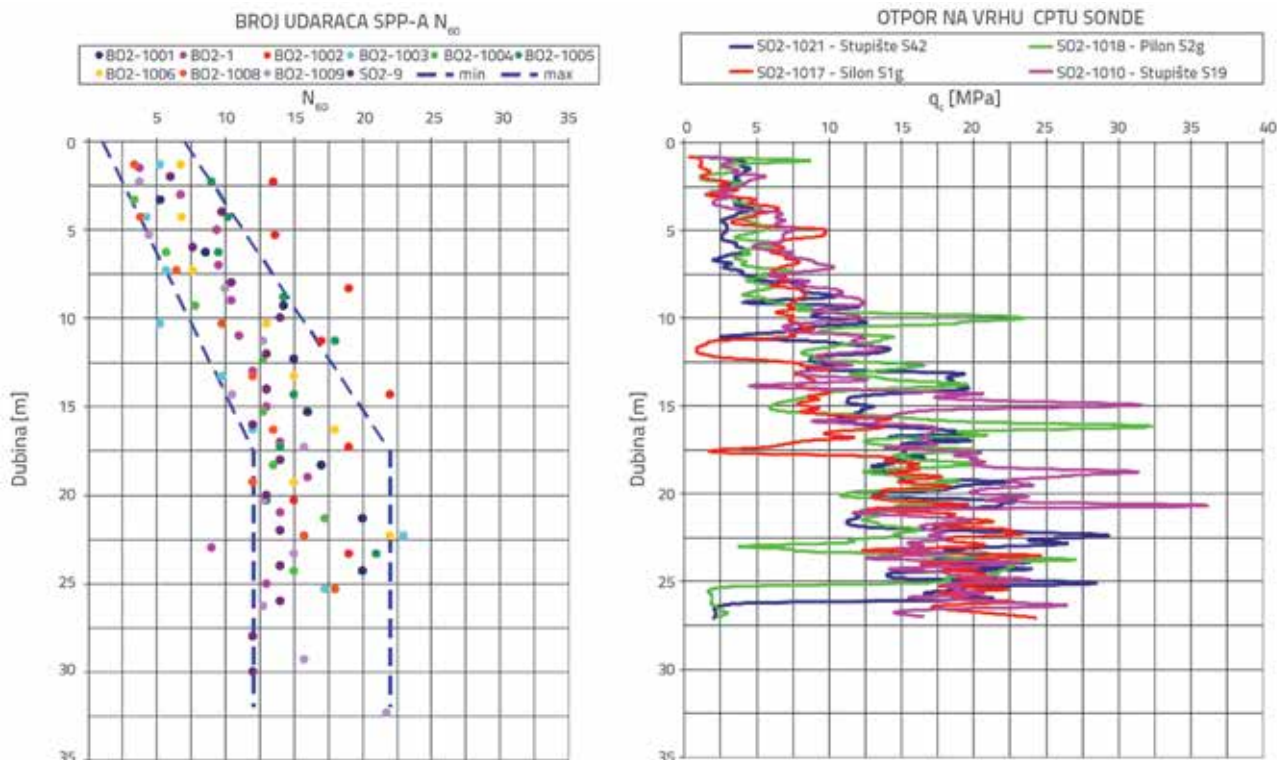 BROJ UDARACA SPP-A N60
BO2-1001 BO2-1 BO2-1002 BO2-1003 BO2-1004 BO2-1005
BO2-1006 BO2-1008 BO2-1009 SO2-9 min max
N60
5 10 15 20 25 30 35
0
5
10
15
20
25
30
35
Dubina [m]
OTPOR NA VRHU CPTU SONDE
SO2-1021 - Stupište S42 SO2-1018 - Pilon S2g
SO2-1017 - Silon S1g SO2-1010 - Stupište S19
qc [MPa]
0 5 10 15 20 25 30 35 40
0
5
10
15
20
25
30
35
Dubina [m]